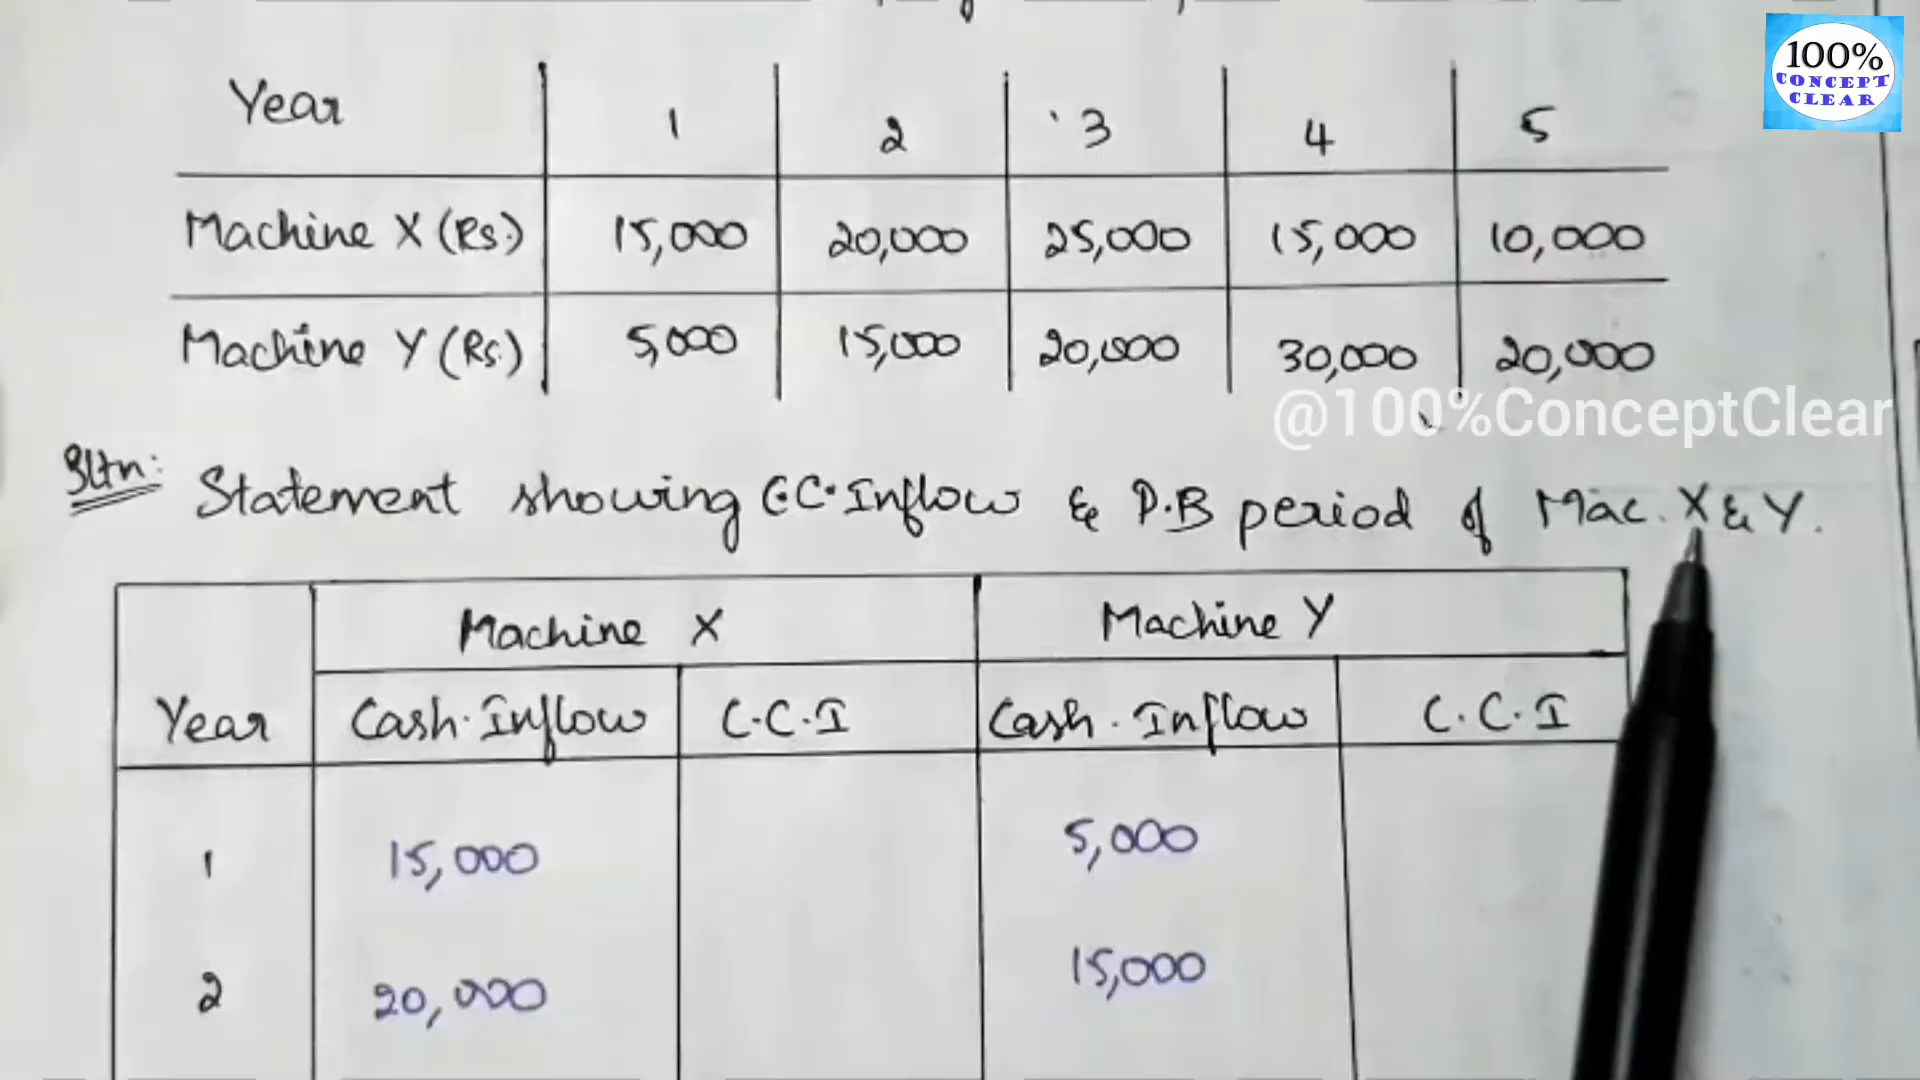 100%
CONCEPT
CLEAR
Year 1 2 3 4 5
Machine X (Rs.) 15,000 20,000 25,000 15,000 10,000
Machine Y (Rs.) 5,000 15,000 20,000 30,000 20,000
@100%ConceptClear
Sltn: Statement showing C.C.Inflow & P.B period of Mac. X & Y.
Machine X Machine Y
Year Cash.Inflow C.C.I Cash.Inflow C.C.I
1 15,000 5,000
2 20,000 15,000